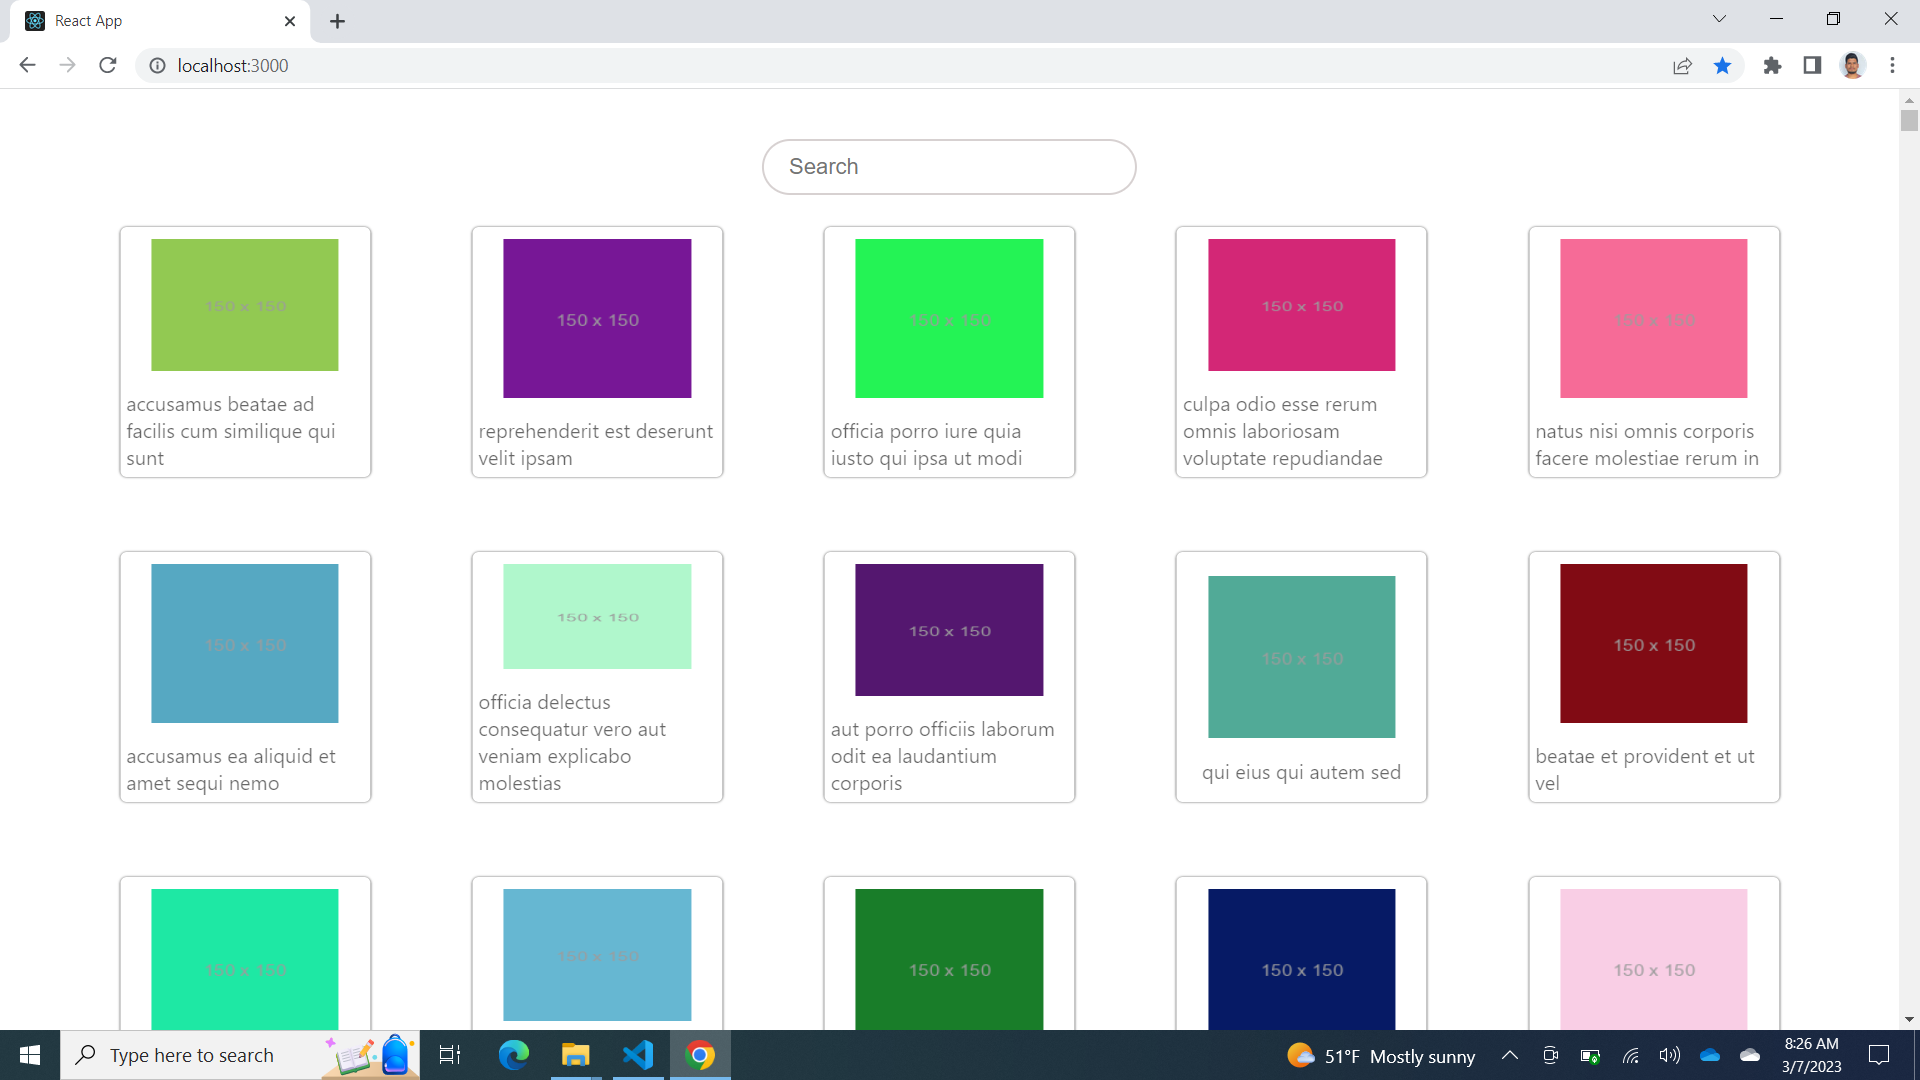 React App
localhost:3000
Search
150 x 150
150 x 150
150 x 150
150 x 150
150 x 150
accusamus beatae ad
facilis cum similique qui
sunt
reprehenderit est deserunt
velit ipsam
officia porro iure quia
iusto qui ipsa ut modi
culpa odio esse rerum
omnis laboriosam
voluptate repudiandae
natus nisi omnis corporis
facere molestiae rerum in
150 x 150
150 x 150
150 x 150
150 x 150
150 x 150
accusamus ea aliquid et
amet sequi nemo
officia delectus
consequatur vero aut
veniam explicabo
molestias
aut porro officiis laborum
odit ea laudantium
corporis
qui eius qui autem sed
beatae et provident et ut
vel
150 x 150
150 x 150
150 x 150
150 x 150
150 x 150
Type here to search
51°F Mostly sunny
8:26 AM
3/7/2023